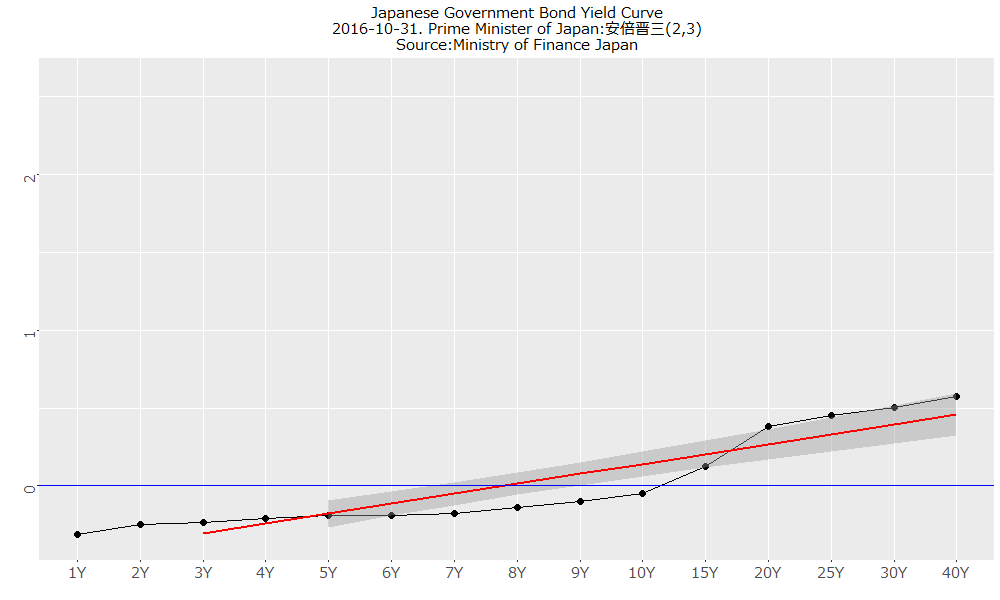 Japanese Government Bond Yield Curve
2016-10-31. Prime Minister of Japan:安倍晋三(2,3)
Source:Ministry of Finance Japan
2
1
0
1Y 2Y 3Y 4Y 5Y 6Y 7Y 8Y 9Y 10Y 15Y 20Y 25Y 30Y 40Y